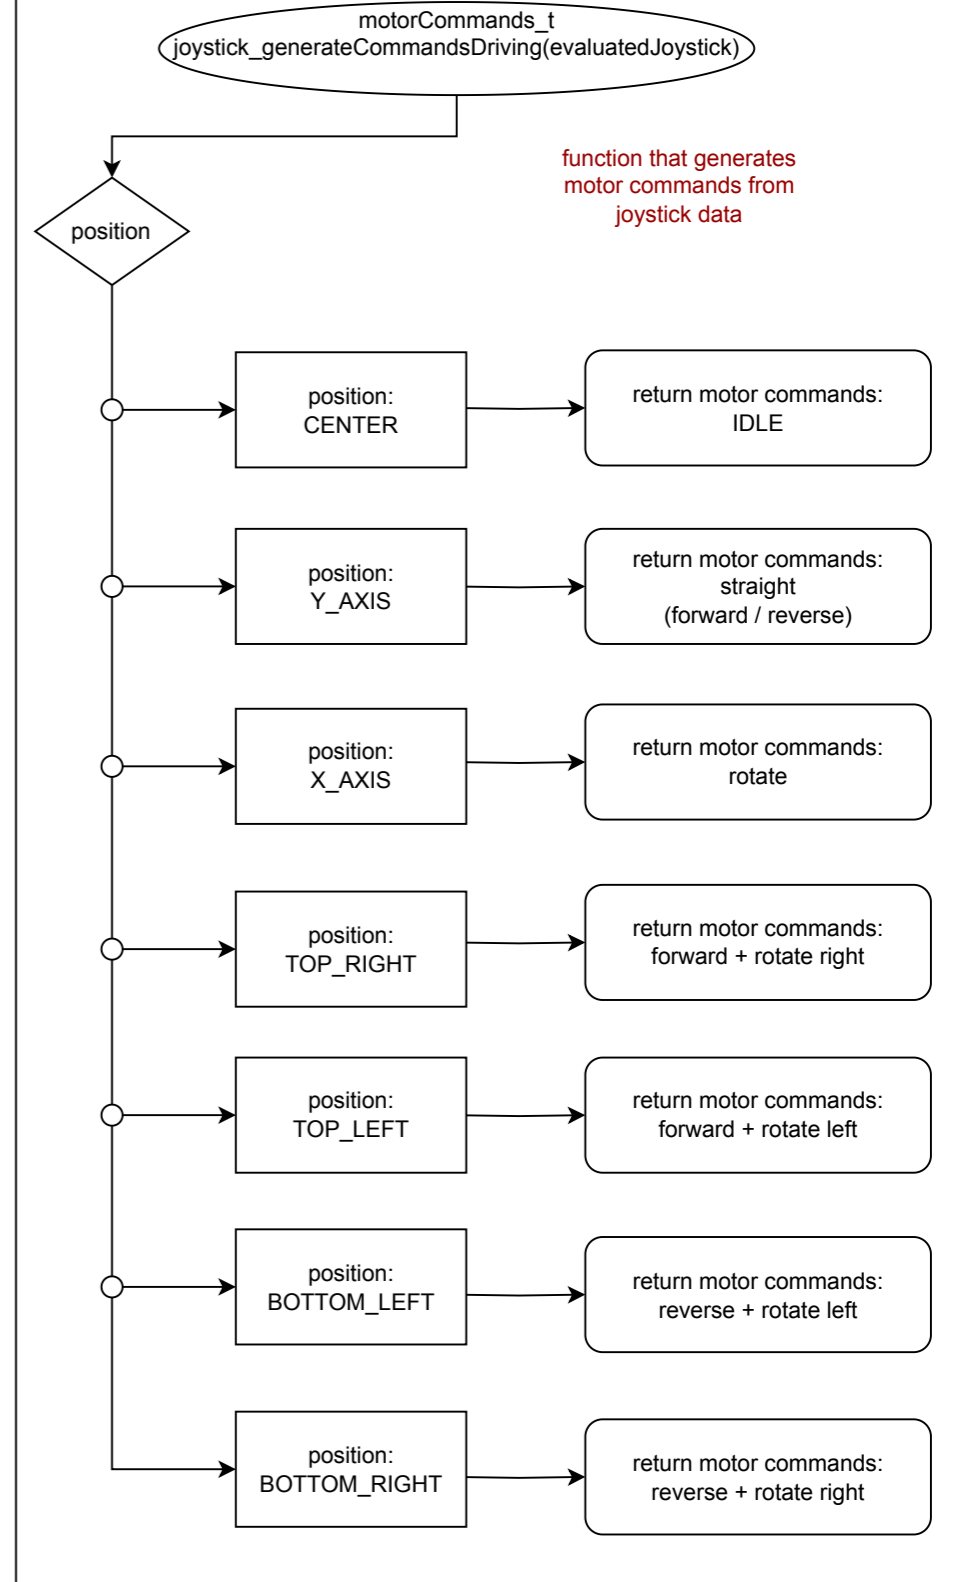 motorCommands_t
joystick_generateCommandsDriving(evaluatedJoystick)
function that generates
motor commands from
joystick data
position
position:
CENTER
return motor commands:
IDLE
position:
Y_AXIS
return motor commands:
straight
(forward / reverse)
position:
X_AXIS
return motor commands:
rotate
position:
TOP_RIGHT
return motor commands:
forward + rotate right
position:
TOP_LEFT
return motor commands:
forward + rotate left
position:
BOTTOM_LEFT
return motor commands:
reverse + rotate left
position:
BOTTOM_RIGHT
return motor commands:
reverse + rotate right